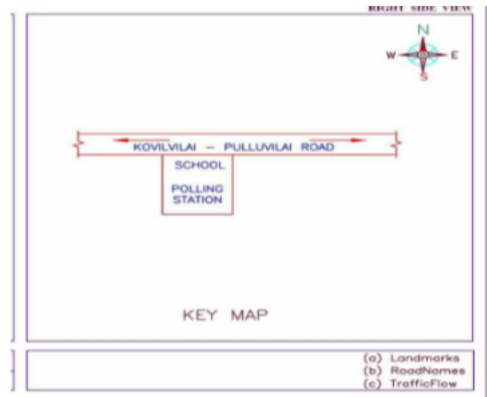 RIGHT SIDE VIEW
N
W E
S
KOVILVILAI – PULLUVILAI ROAD
SCHOOL
POLLING
STATION
KEY MAP
(a) Landmarks
(b) RoadNames
(c) TrafficFlow